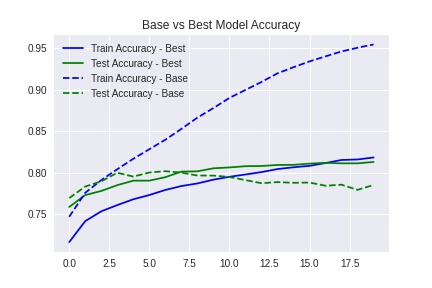 Base vs Best Model Accuracy
0.95
0.90
0.85
0.80
0.75
Train Accuracy - Best
Test Accuracy - Best
Train Accuracy - Base
Test Accuracy - Base
0.0 2.5 5.0 7.5 10.0 12.5 15.0 17.5